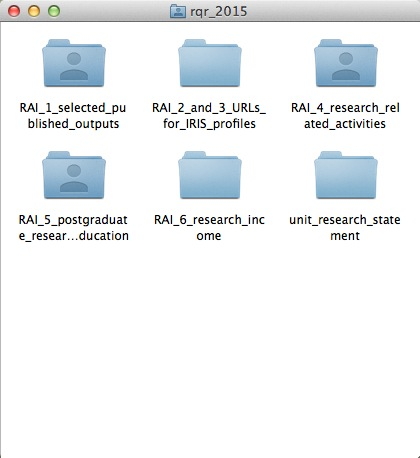 rqr_2015
RAI_1_selected_pu
blished_outputs
RAI_2_and_3_URLs_
for_IRIS_profiles
RAI_4_research_rel
ated_activities
RAI_5_postgraduat
e_resear...ducation
RAI_6_research_inc
ome
unit_research_state
ment